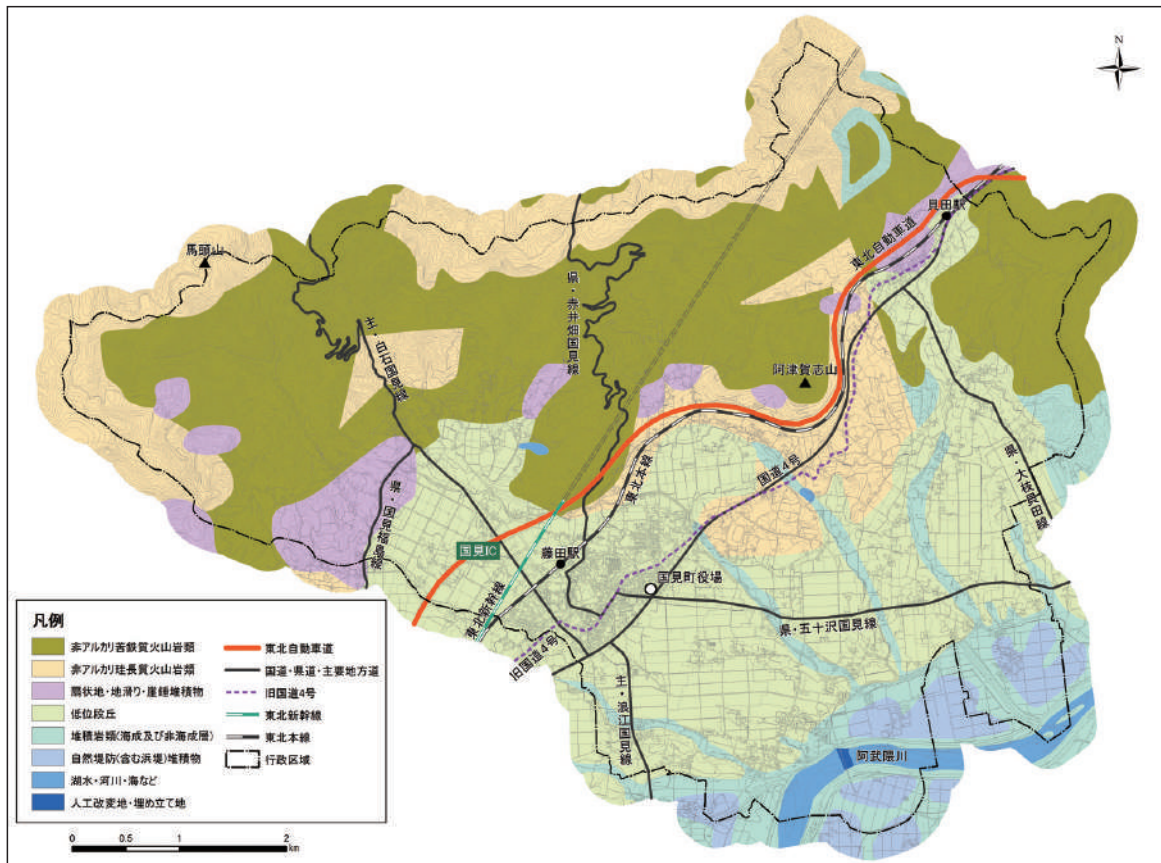 N
貝田駅
東北自動車道
馬頭山
県・赤井畑国見線
主・白石国見線
阿津賀志山
国道4号
東北本線
県・大枝貝田線
県・国見福島線
国見IC
藤田駅
国見町役場
東北新幹線
県・五十沢国見線
旧国道4号
主・浪江国見線
阿武隈川
凡例
非アルカリ苦鉄質火山岩類
非アルカリ珪長質火山岩類
扇状地・地滑り・崖錐堆積物
低位段丘
堆積岩類(海成及び非海成層)
自然堤防(含む浜堤)堆積物
湖水・河川・海など
人工改変地・埋め立て地
東北自動車道
国道・県道・主要地方道
旧国道4号
東北新幹線
東北本線
行政区域
0 0.5 1 2
km